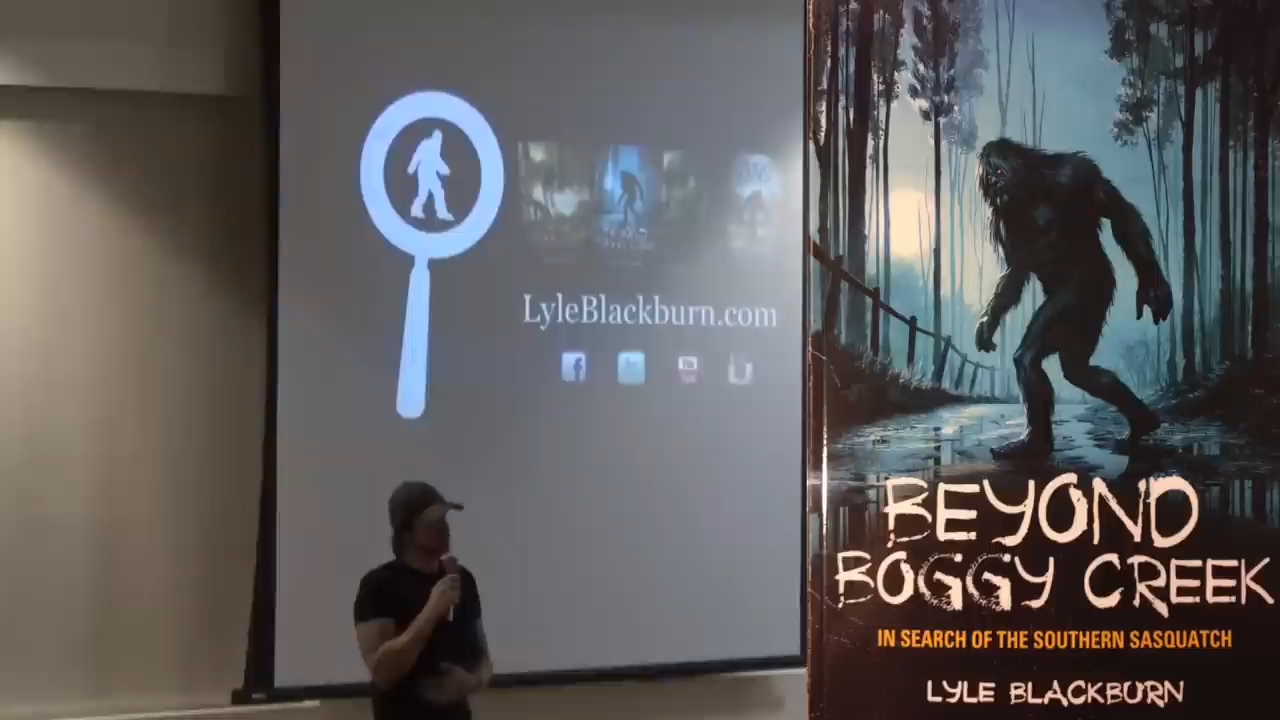 LyleBlackburn.com
BEYOND
BOGGY CREEK
IN SEARCH OF THE SOUTHERN SASQUATCH
LYLE BLACKBURN